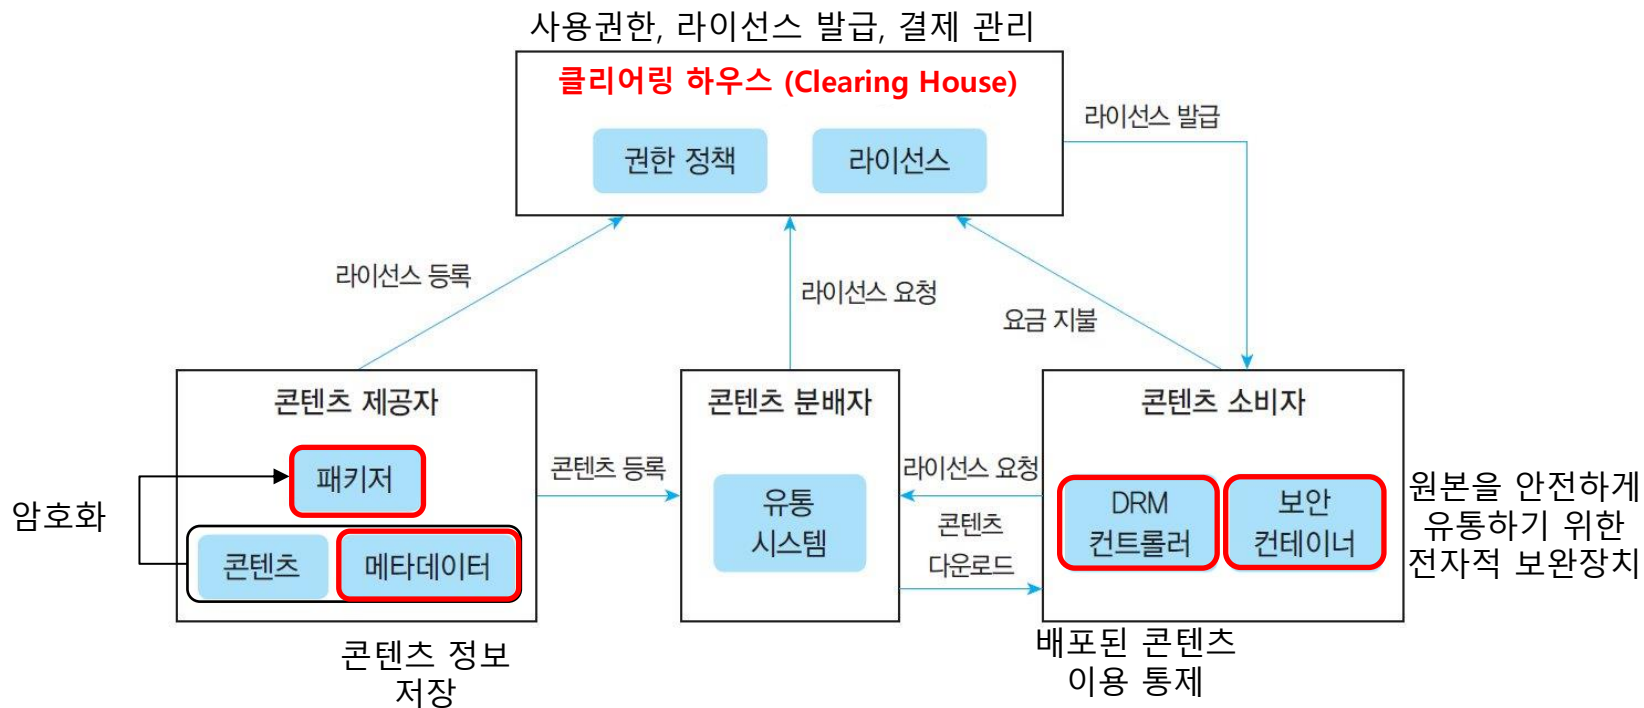 사용권한, 라이선스 발급, 결제 관리
클리어링 하우스 (Clearing House)
권한 정책
라이선스
라이선스 발급
라이선스 등록
라이선스 요청
요금 지불
콘텐츠 제공자
패키저
콘텐츠
메타데이터
암호화
콘텐츠 정보
저장
콘텐츠 등록
콘텐츠 분배자
유통
시스템
라이선스 요청
콘텐츠
다운로드
콘텐츠 소비자
DRM
컨트롤러
보안
컨테이너
배포된 콘텐츠
이용 통제
원본을 안전하게
유통하기 위한
전자적 보완장치